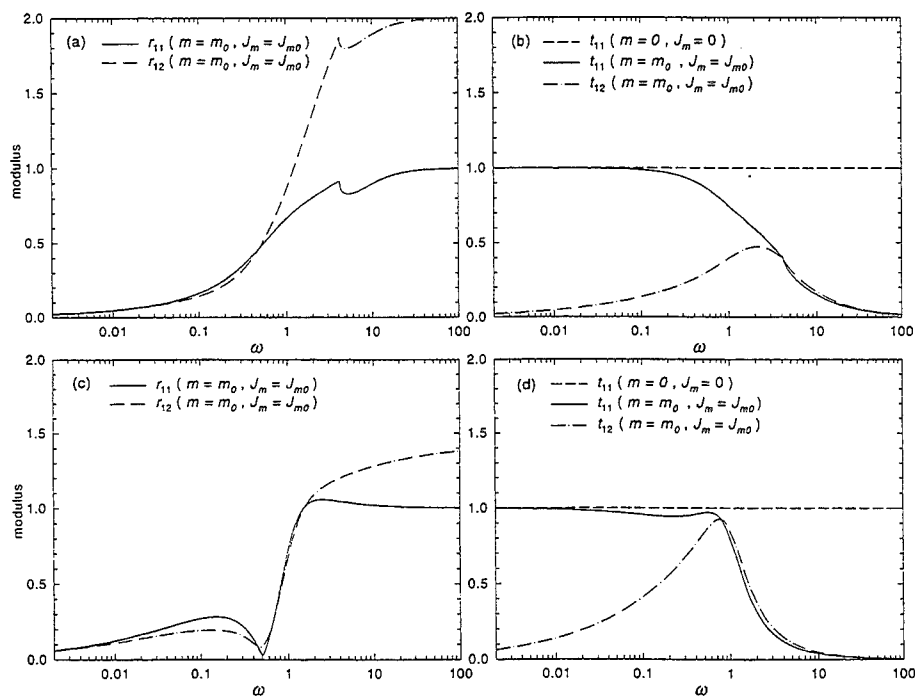 2.0
(a)
r11 ( m = m0 , Jm = Jm0 )
r12 ( m = m0 , Jm = Jm0 )
1.5
modulus
1.0
0.5
0.0
0.01 0.1 1 10 100
ω
2.0
(b)
t11 ( m = 0 , Jm = 0 )
t11 ( m = m0 , Jm = Jm0 )
t12 ( m = m0 , Jm = Jm0 )
1.5
1.0
0.5
0.0
0.01 0.1 1 10 100
ω
2.0
(c)
r11 ( m = m0 , Jm = Jm0 )
r12 ( m = m0 , Jm = Jm0 )
1.5
modulus
1.0
0.5
0.0
0.01 0.1 1 10 100
ω
2.0
(d)
t11 ( m = 0 , Jm = 0 )
t11 ( m = m0 , Jm = Jm0 )
t12 ( m = m0 , Jm = Jm0 )
1.5
1.0
0.5
0.0
0.01 0.1 1 10 100
ω